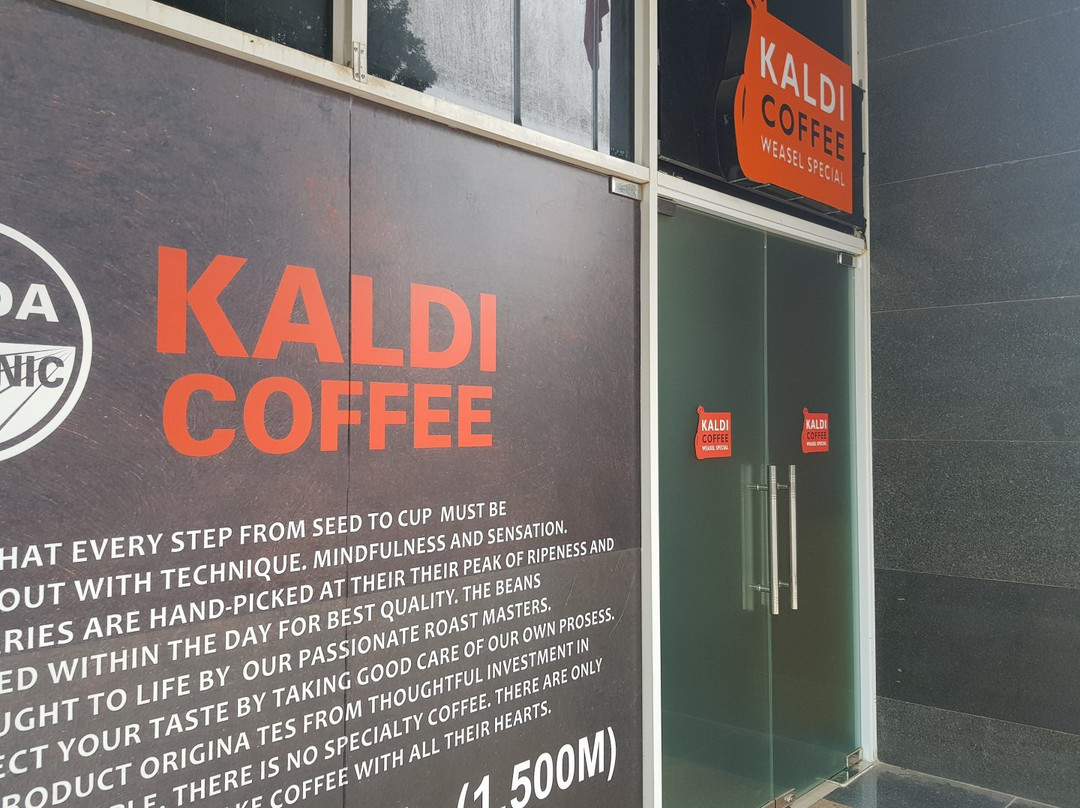 KALDI
COFFEE
WEASEL SPECIAL
DA
NIC
KALDI
COFFEE
HAT EVERY STEP FROM SEED TO CUP MUST BE
OUT WITH TECHNIQUE. MINDFULNESS AND SENSATION.
RIES ARE HAND-PICKED AT THEIR THEIR PEAK OF RIPENESS AND
ED WITHIN THE DAY FOR BEST QUALITY. THE BEANS
UGHT TO LIFE BY OUR PASSIONATE ROAST MASTERS.
ECT YOUR TASTE BY TAKING GOOD CARE OF OUR OWN PROSESS.
RODUCT ORIGINA TES FROM THOUGHTFUL INVESTMENT IN
PLE. THERE IS NO SPECIALTY COFFEE. THERE ARE ONLY
KE COFFEE WITH ALL THEIR HEARTS.
(1.500M)
KALDI
COFFEE
WEASEL SPECIAL
KALDI
COFFEE
WEASEL SPECIAL